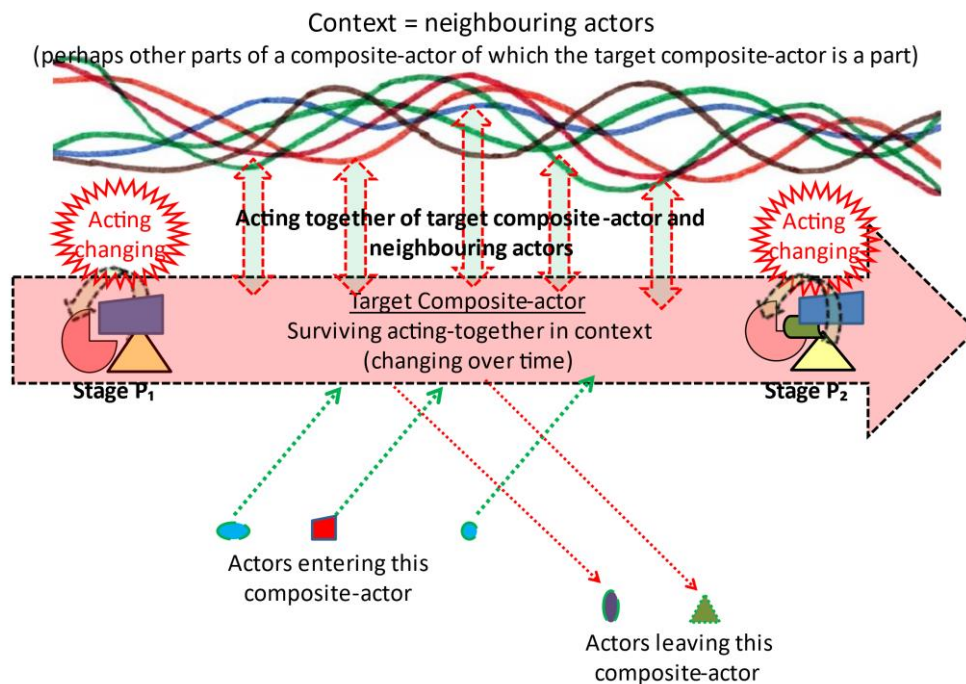 Context = neighbouring actors
(perhaps other parts of a composite-actor of which the target composite-actor is a part)
Acting
changing
Acting together of target composite-actor and
neighbouring actors
Acting
changing
Target Composite-actor
Surviving acting-together in context
(changing over time)
Stage P₁
Stage P₂
Actors entering this
composite-actor
Actors leaving this
composite-actor